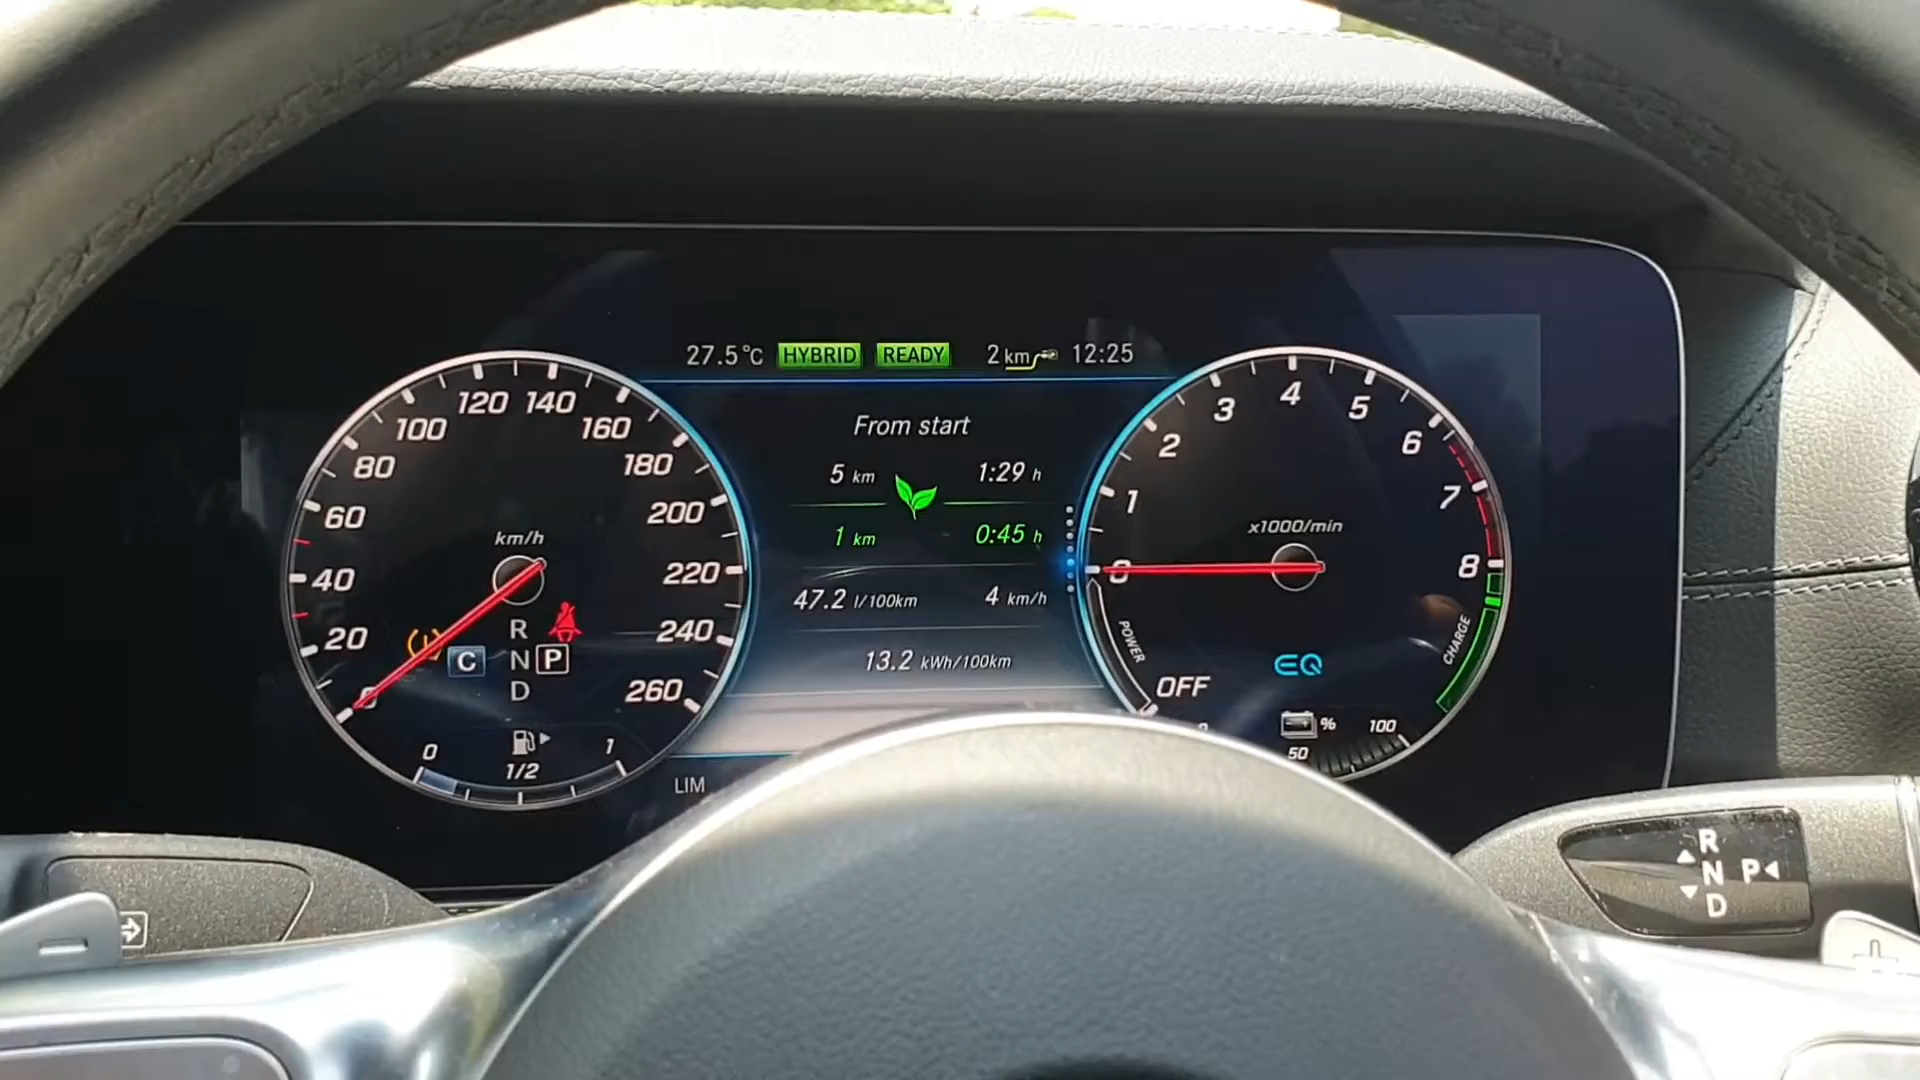 27.5°C HYBRID READY 2 km 12:25
From start
5 km 1:29 h
1 km 0:45 h
47.2 l/100km 4 km/h
13.2 kWh/100km
LIM
0 20 40 60 80 100 120 140 160 180 200 220 240 260
km/h
R
C N P
D
0 1/2 1
0 1 2 3 4 5 6 7 8
x1000/min
POWER
CHARGE
OFF
EQ
% 100
50
R
N P
D